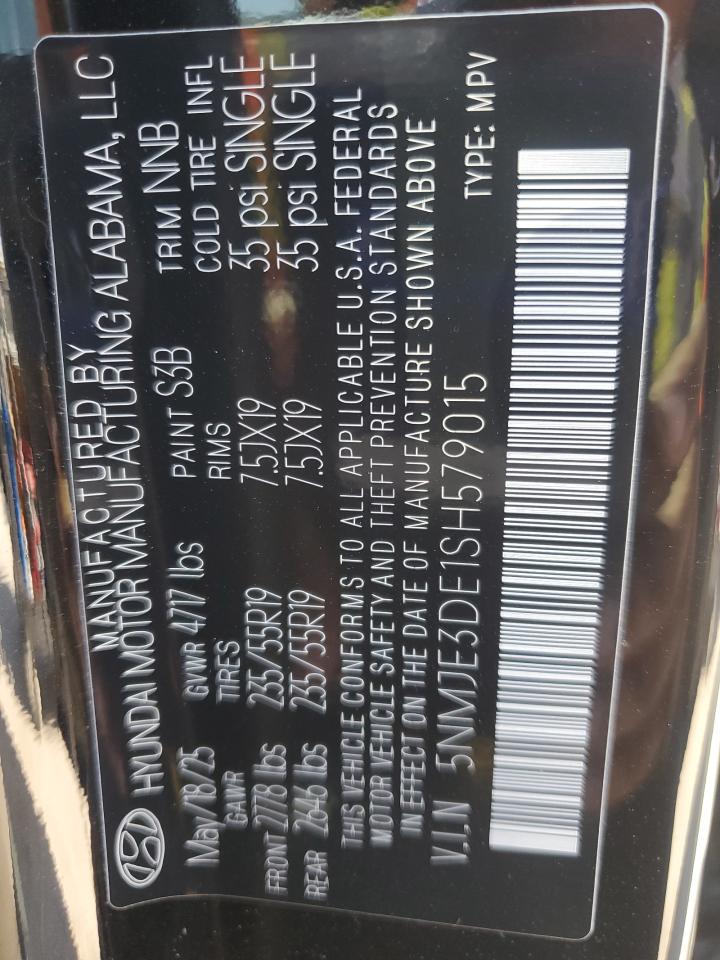 MANUFACTURED BY
HYUNDAI MOTOR MANUFACTURING ALABAMA, LLC
May/18/25 GVWR 4717 lbs PAINT S3B TRIM NNB
GAWR TIRES RIMS COLD TIRE INFL
FRONT 2778 lbs 235/55R19 7.5JX19 35 psi SINGLE
REAR 2646 lbs 235/55R19 7.5JX19 35 psi SINGLE
THIS VEHICLE CONFORMS TO ALL APPLICABLE U.S.A. FEDERAL
MOTOR VEHICLE SAFETY AND THEFT PREVENTION STANDARDS
IN EFFECT ON THE DATE OF MANUFACTURE SHOWN ABOVE
V.I.N 5NMJE3DE1SH579015 TYPE: MPV